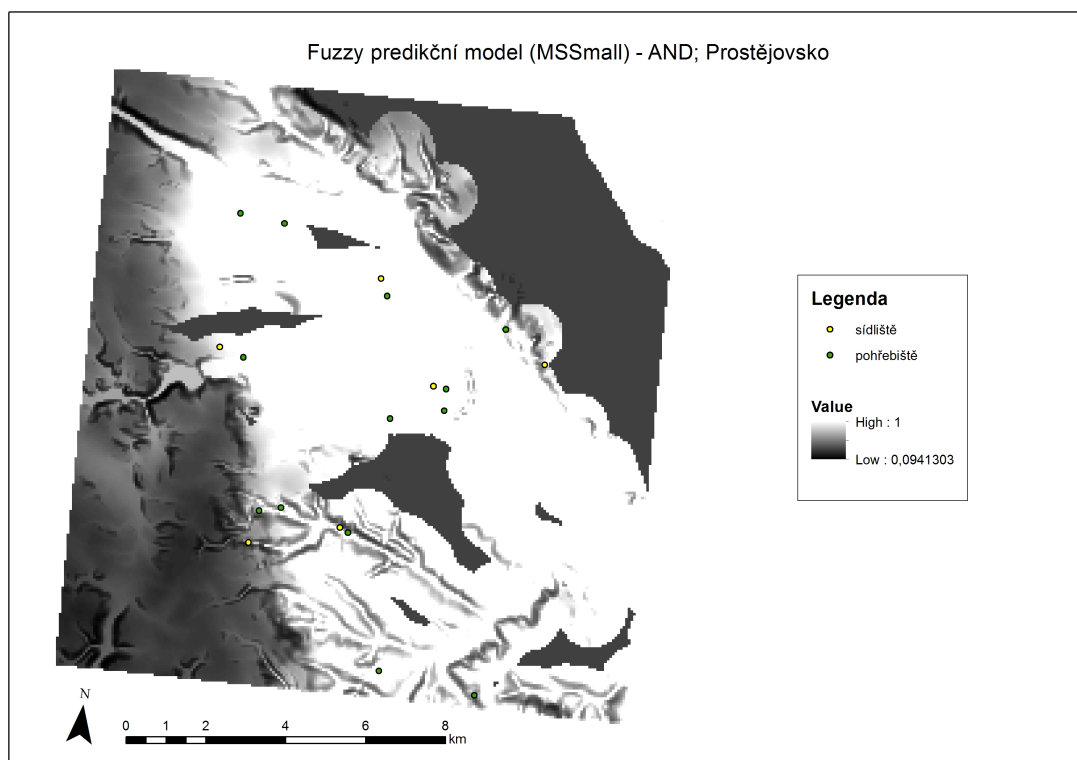 Fuzzy predikční model (MSSmall) - AND; Prostějovsko
Legenda
sídliště
pohřebiště
Value
High : 1
Low : 0,0941303
N
0 1 2 4 6 8
km